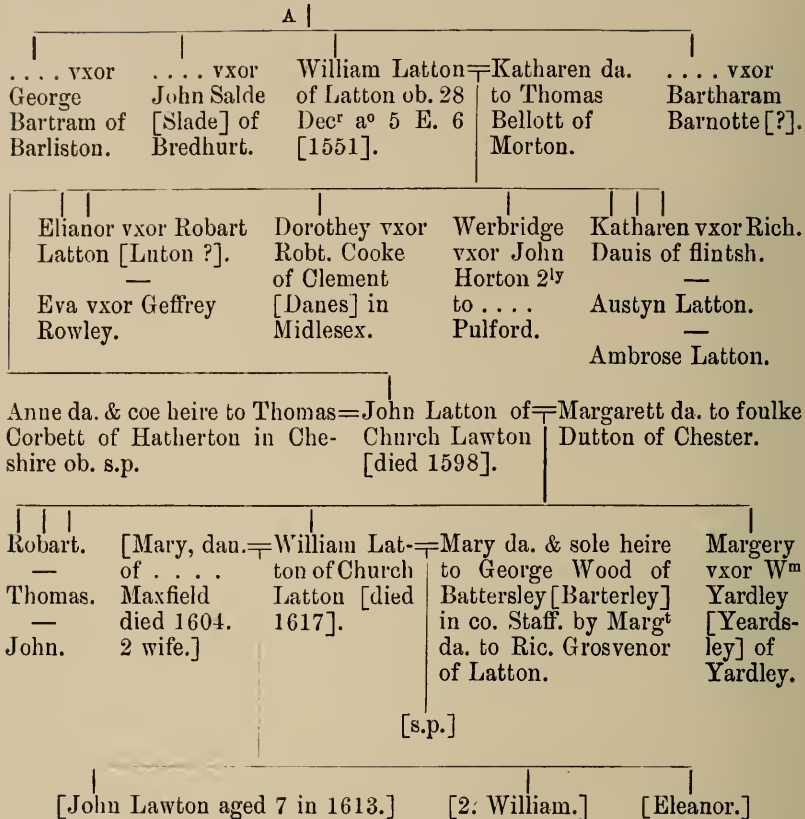 A
. . . . vxor
George
Bartram of
Barliston.
. . . . vxor
John Salde
[Slade] of
Bredhurt.
William Latton
of Latton ob. 28
Decr ao 5 E. 6
[1551].
Katharen da.
to Thomas
Bellott of
Morton.
. . . . vxor
Bartharam
Barnotte [?].
Elianor vxor Robart
Latton [Luton ?].
—
Eva vxor Geffrey
Rowley.
Dorothey vxor
Robt. Cooke
of Clement
[Danes] in
Midlesex.
Werbridge
vxor John
Horton 2ly
to . . . .
Pulford.
Katharen vxor Rich.
Dauis of flintsh.
—
Austyn Latton.
—
Ambrose Latton.
Anne da. & coe heire to Thomas
Corbett of Hatherton in Che-
shire ob. s.p.
John Latton of
Church Lawton
[died 1598].
Margarett da. to foulke
Dutton of Chester.
Robart.
—
Thomas.
—
John.
[Mary, dau.
of . . . .
Maxfield
died 1604.
2 wife.]
William Lat-
ton of Church
Latton [died
1617].
Mary da. & sole heire
to George Wood of
Battersley [Barterley]
in co. Staff. by Margt
da. to Ric. Grosvenor
of Latton.
Margery
vxor Wm
Yardley
[Yeards-
ley] of
Yardley.
[s.p.]
[John Lawton aged 7 in 1613.]
[2. William.]
[Eleanor.]